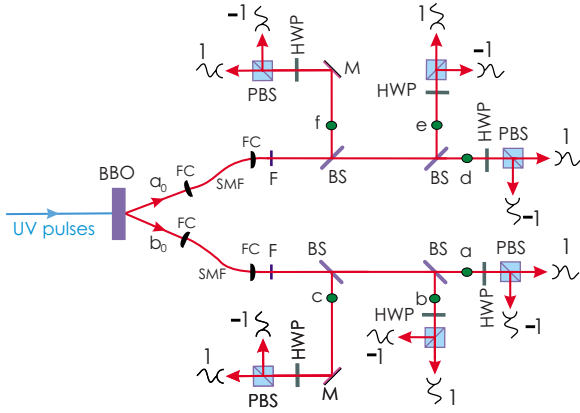 -1 1 -1
1 HWP M
PBS HWP
f e HWP PBS
1
BBO FC a₀ SMF FC F BS BS d
-1
UV pulses
b₀ FC SMF FC F BS BS a PBS
1
c b HWP HWP
-1 HWP -1 -1
1
PBS M 1